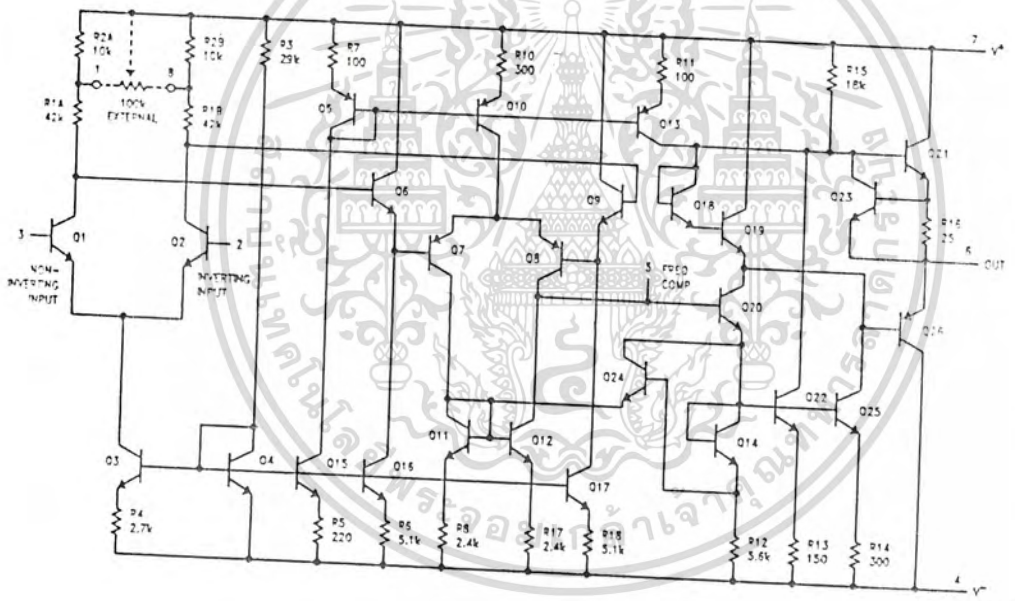 R2A
10k
R2B
10k
R3
29k
R7
100
R10
300
R11
100
R15
18k
7 V+
1
8
100k
EXTERNAL
R1A
42k
R1B
42k
Q5
Q10
Q13
Q21
Q6
Q9
Q18
Q23
R16
25
3
Q1
Q2
2
Q7
Q8
Q19
6 OUT
NON-
INVERTING
INPUT
INVERTING
INPUT
5 FREQ
COMP
Q20
Q26
Q24
Q22
Q25
Q11
Q12
Q14
Q3
Q4
Q15
Q16
Q17
R4
2.7k
R5
220
R6
5.1k
R8
2.4k
R17
2.4k
R18
5.1k
R12
5.6k
R13
150
R14
300
4 V-